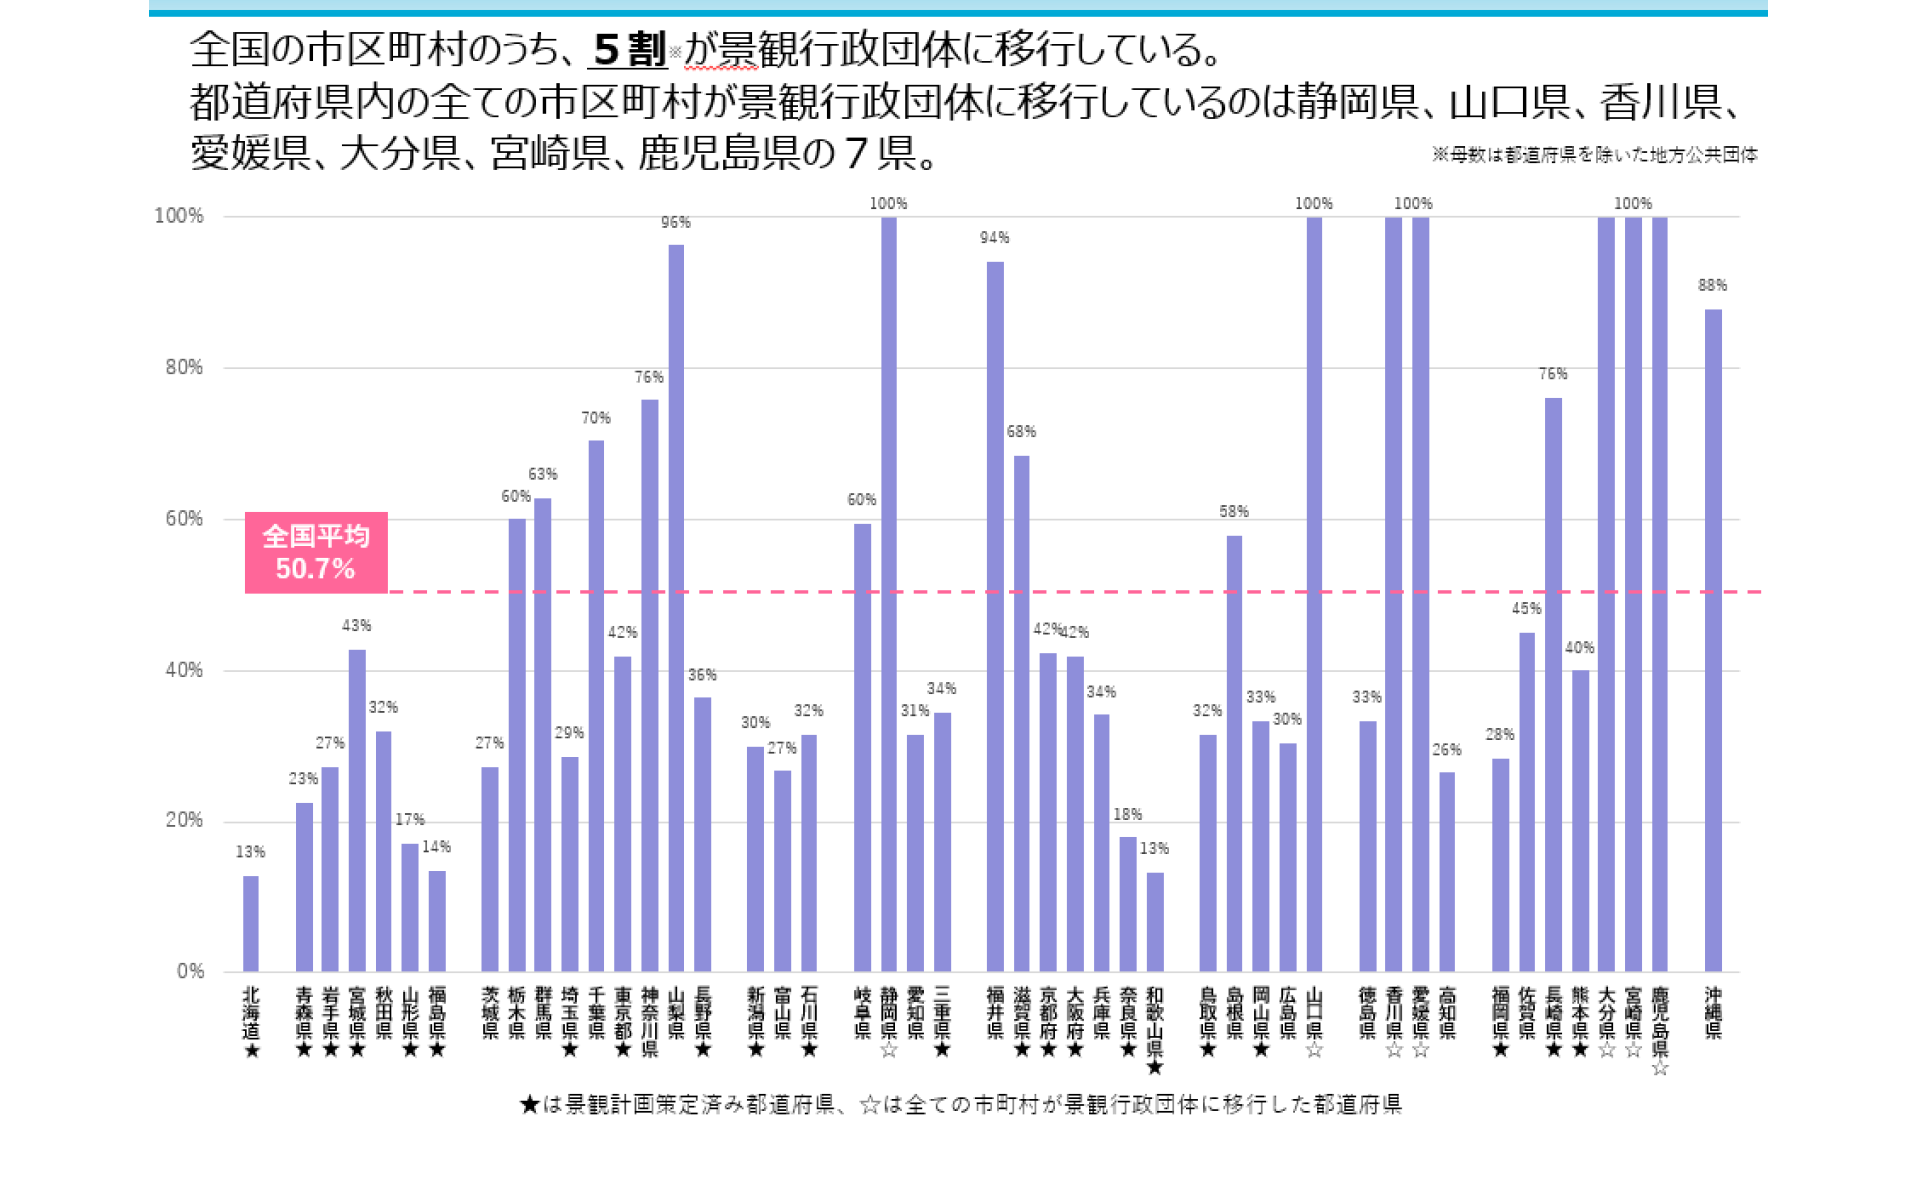 全国の市区町村のうち、５割※が景観行政団体に移行している。
都道府県内の全ての市区町村が景観行政団体に移行しているのは静岡県、山口県、香川県、
愛媛県、大分県、宮崎県、鹿児島県の７県。
※母数は都道府県を除いた地方公共団体
100%
80%
60%
40%
20%
0%
全国平均
50.7%
13%
23%
27%
43%
32%
17%
14%
27%
60%
63%
29%
70%
42%
76%
96%
36%
30%
27%
32%
60%
100%
31%
34%
94%
68%
42%
42%
34%
18%
13%
32%
58%
33%
30%
100%
33%
100%
26%
28%
45%
76%
40%
100%
88%
北海道★
青森県★
岩手県★
宮城県★
秋田県
山形県★
福島県★
茨城県
栃木県
群馬県
埼玉県★
千葉県
東京都★
神奈川県
山梨県
長野県★
新潟県★
富山県
石川県★
岐阜県
静岡県☆
愛知県
三重県★
福井県
滋賀県★
京都府★
大阪府★
兵庫県
奈良県★
和歌山県★
鳥取県★
島根県
岡山県★
広島県
山口県☆
徳島県
香川県☆
愛媛県☆
高知県
福岡県★
佐賀県
長崎県★
熊本県★
大分県☆
宮崎県☆
鹿児島県☆
沖縄県
★は景観計画策定済み都道府県、☆は全ての市町村が景観行政団体に移行した都道府県